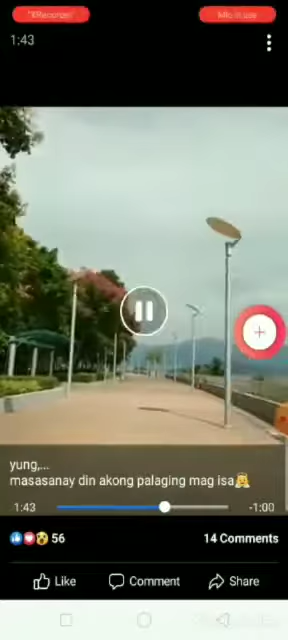 1:43
yung,...
masasanay din akong palaging mag isa
1:43
-1:00
56
14 Comments
Like
Comment
Share